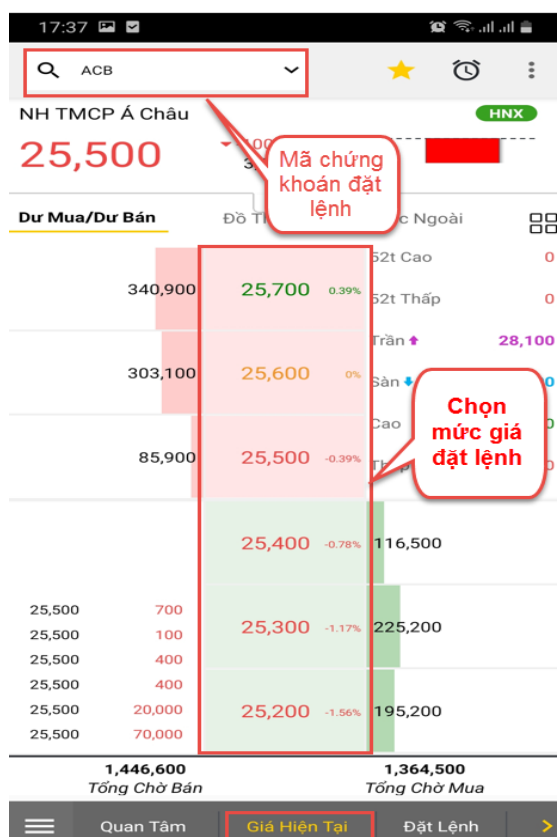 17:37
ACB
NH TMCP Á Châu
HNX
25,500
Mã chứng
khoán đặt
lệnh
Dư Mua/Dư Bán
52t Cao 0
340,900 25,700 0.39%
52t Thấp 0
Trần 28,100
303,100 25,600 0%
Sàn
Cao
Chọn
mức giá
đặt lệnh
85,900 25,500 -0.39%
25,400 -0.78% 116,500
25,500 700
25,300 -1.17% 225,200
25,500 100
25,500 400
25,500 400
25,500 20,000
25,200 -1.56% 195,200
25,500 70,000
1,446,600 1,364,500
Tổng Chờ Bán Tổng Chờ Mua
Quan Tâm Giá Hiện Tại Đặt Lệnh